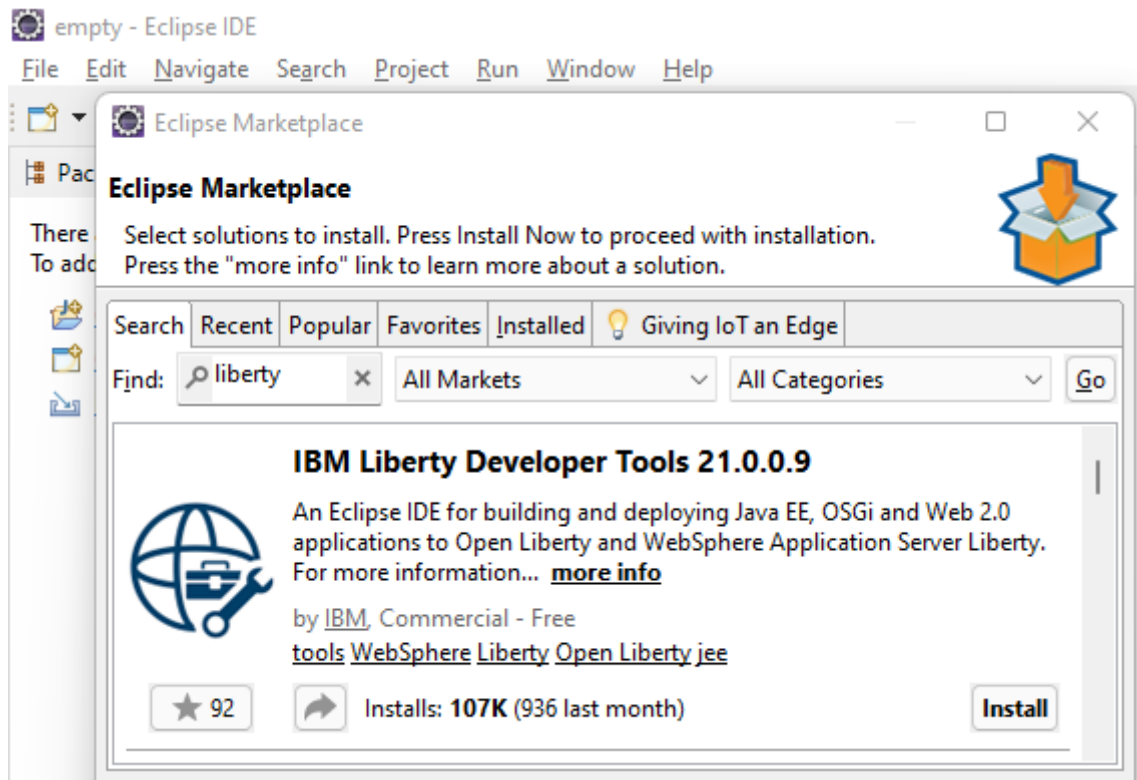 empty - Eclipse IDE
File Edit Navigate Search Project Run Window Help
Eclipse Marketplace
Pac
Eclipse Marketplace
There
Select solutions to install. Press Install Now to proceed with installation.
To add
Press the "more info" link to learn more about a solution.
Search Recent Popular Favorites Installed Giving IoT an Edge
Find: liberty All Markets All Categories Go
IBM Liberty Developer Tools 21.0.0.9
An Eclipse IDE for building and deploying Java EE, OSGi and Web 2.0
applications to Open Liberty and WebSphere Application Server Liberty.
For more information... more info
by IBM, Commercial - Free
tools WebSphere Liberty Open Liberty jee
92 Installs: 107K (936 last month) Install